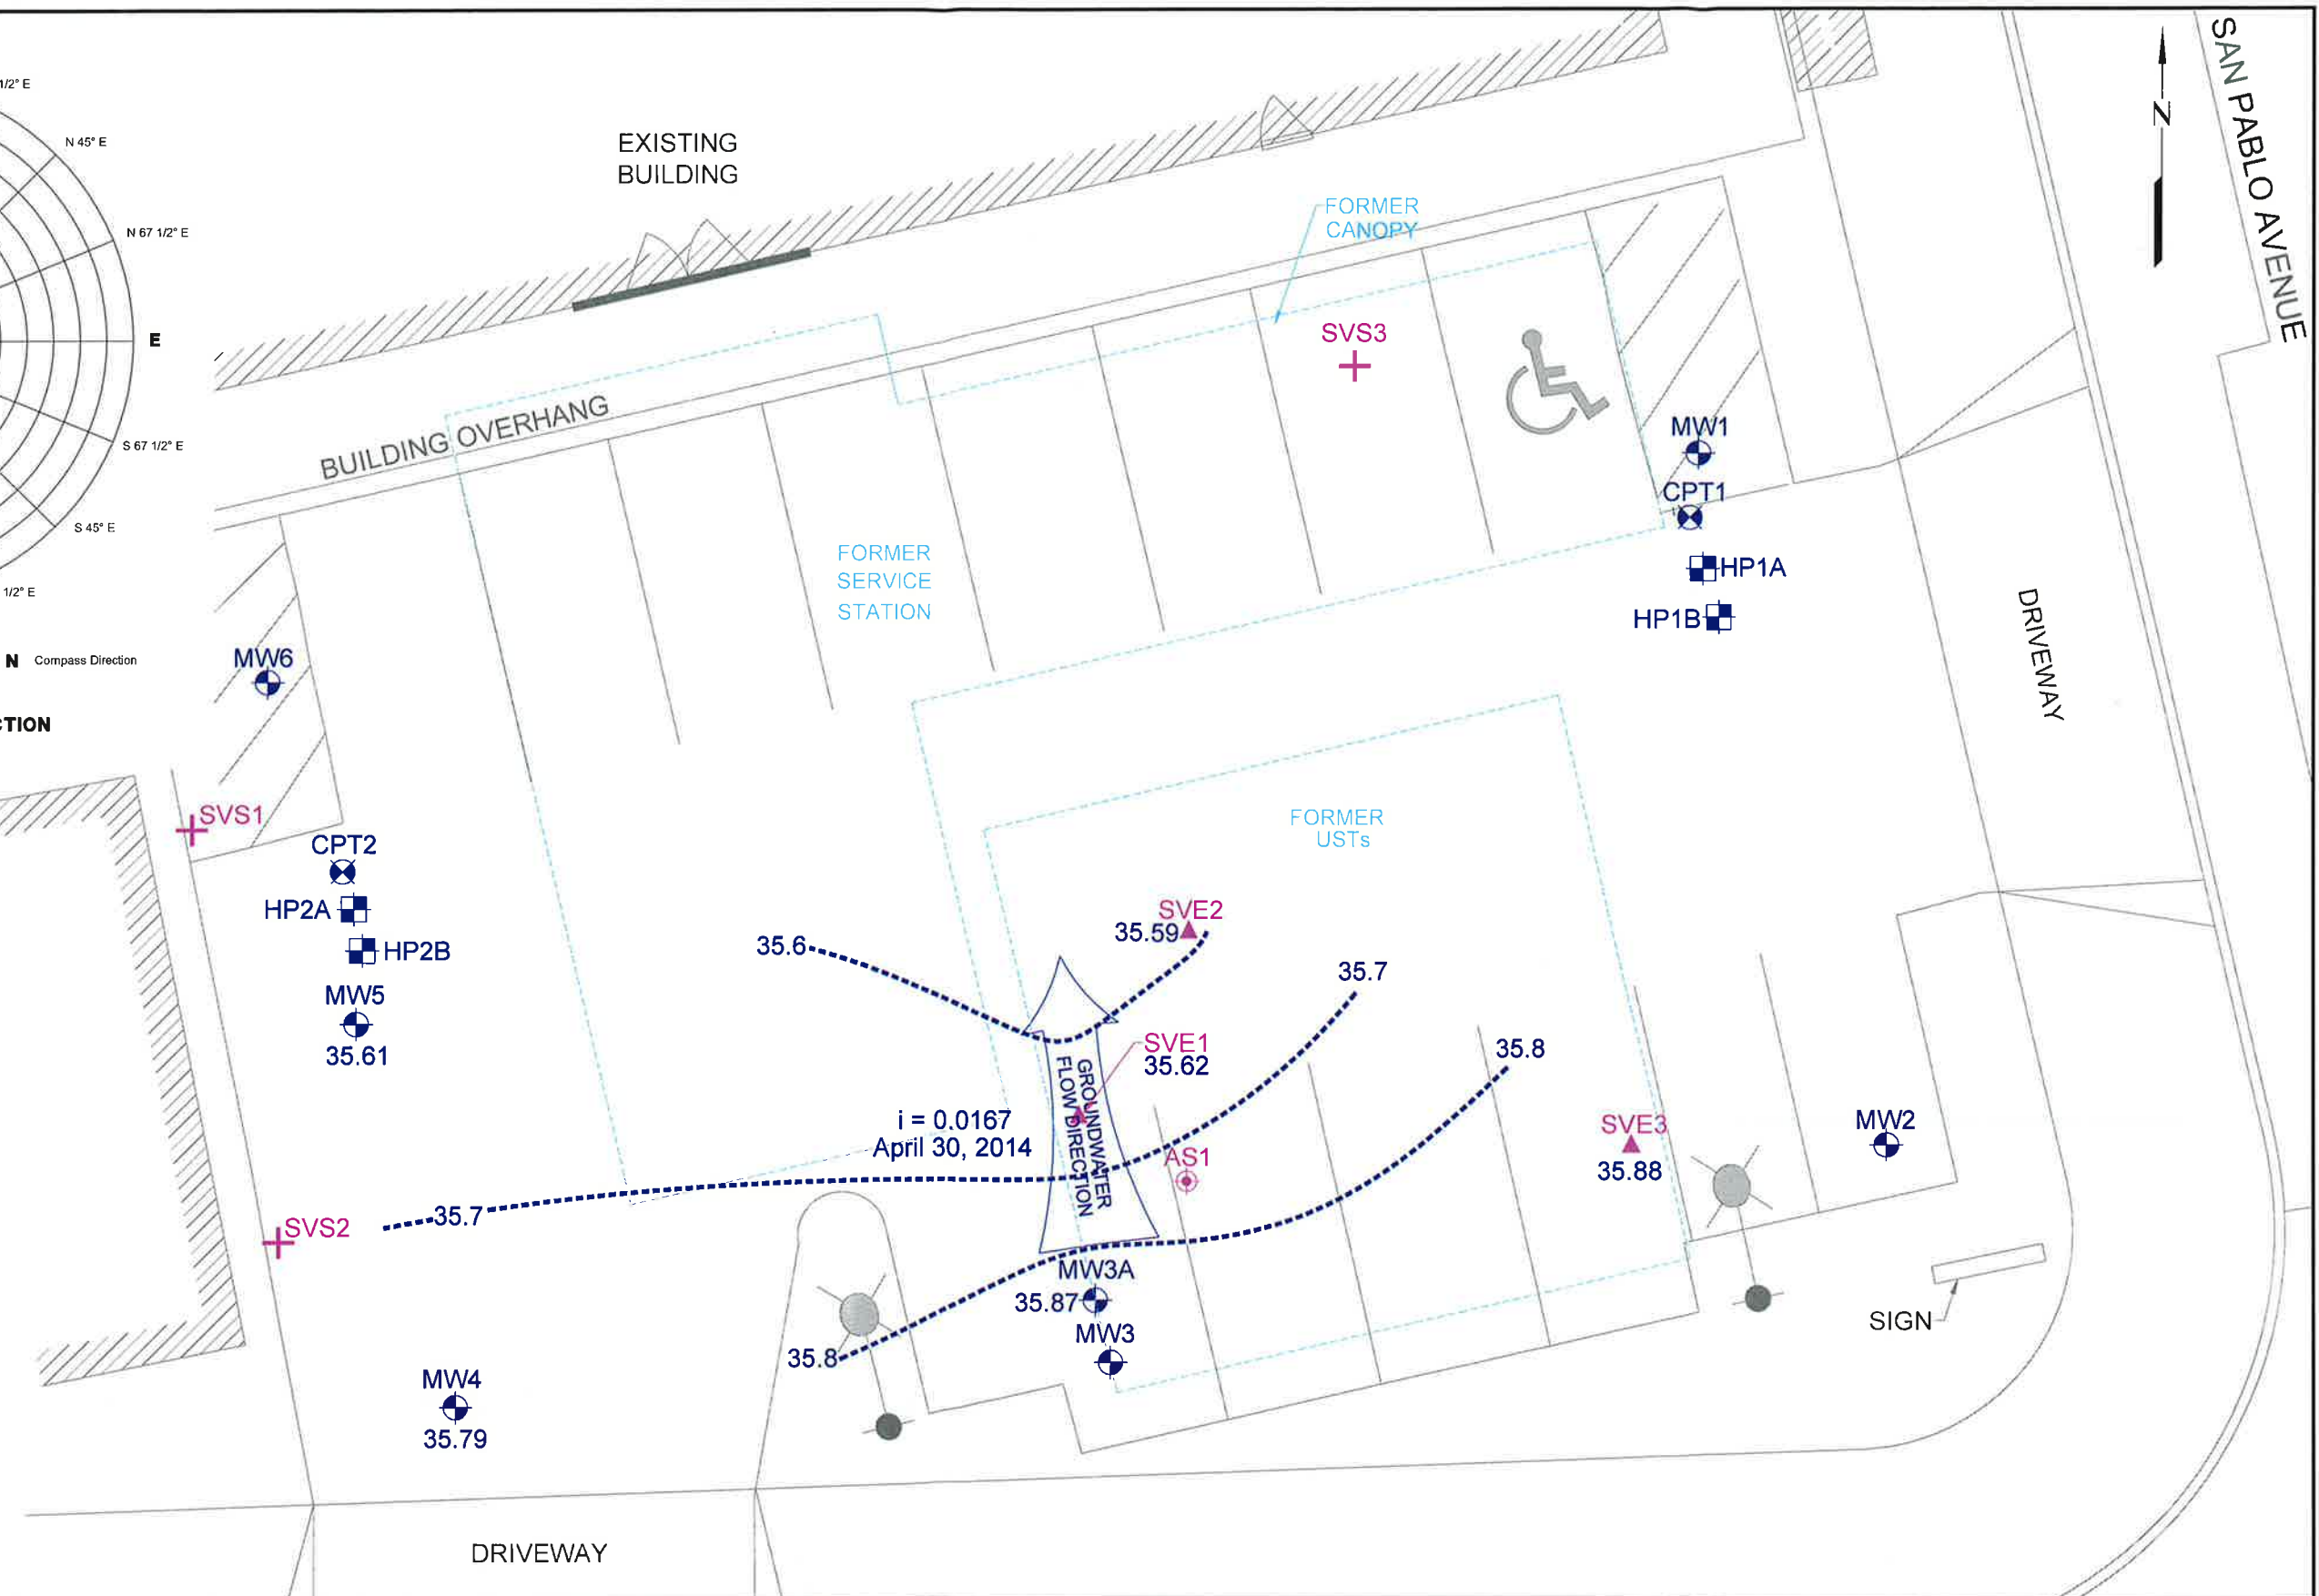 1/2° E
N 45° E
N 67 1/2° E
E
S 67 1/2° E
S 45° E
1/2° E
N Compass Direction
CTION
EXISTING
BUILDING
FORMER
CANOPY
N
SAN PABLO AVENUE
SVS3
BUILDING OVERHANG
MW1
CPT1
HP1A
HP1B
FORMER
SERVICE
STATION
DRIVEWAY
MW6
SVS1
CPT2
HP2A
HP2B
MW5
35.61
FORMER
USTs
SVE2
35.59
35.6
35.7
SVE1
35.62
35.8
GROUNDWATER
FLOW DIRECTION
i = 0.0167
April 30, 2014
AS1
SVE3
35.88
MW2
SVS2
35.7
MW3A
35.87
MW3
35.8
SIGN
MW4
35.79
DRIVEWAY